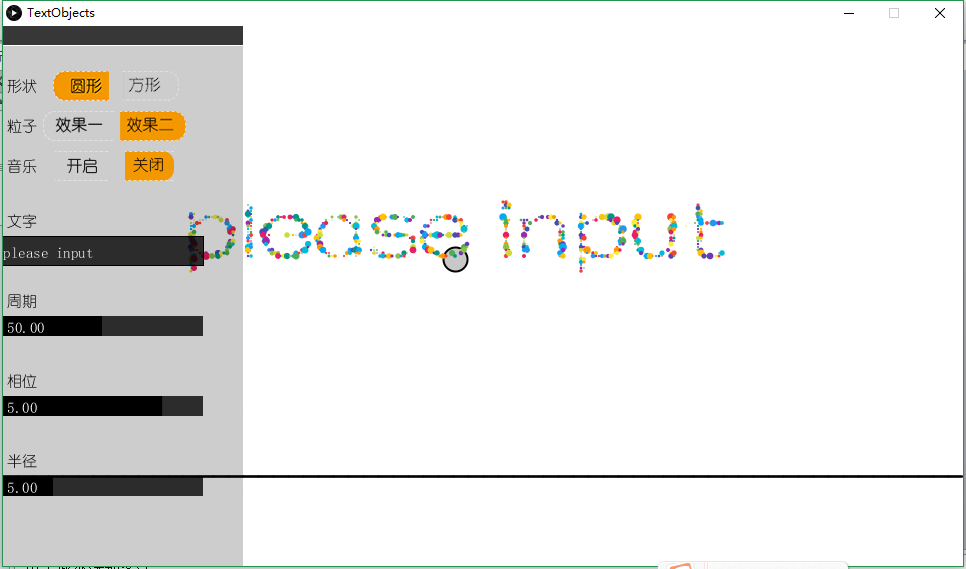 TextObjects
形状 圆形 方形
粒子 效果一 效果二
音乐 开启 关闭
文字
please input
please input
周期
50.00
相位
5.00
半径
5.00